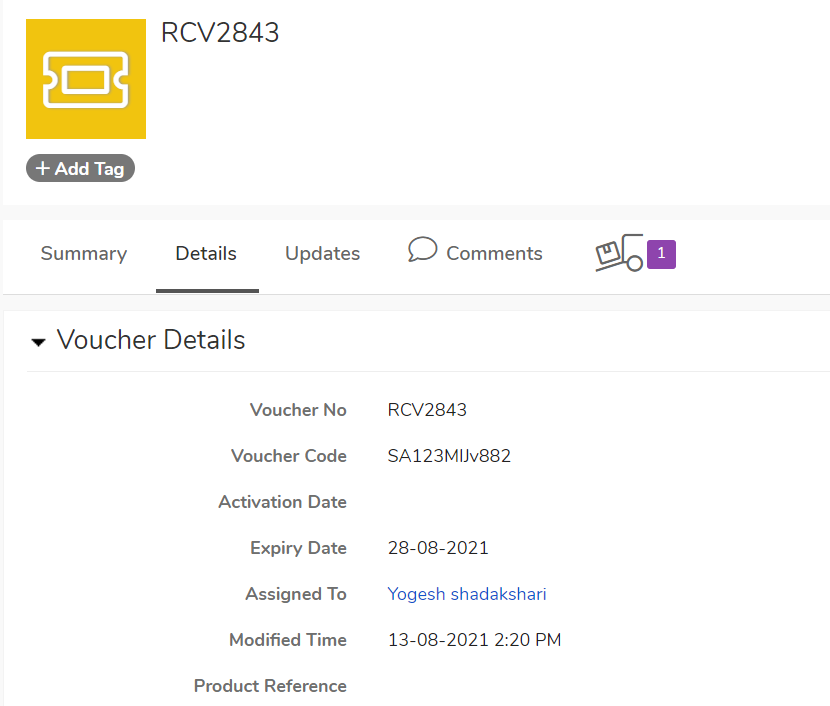 RCV2843
+ Add Tag
Summary Details Updates Comments 1
Voucher Details
Voucher No RCV2843
Voucher Code SA123MIJv882
Activation Date
Expiry Date 28-08-2021
Assigned To Yogesh shadakshari
Modified Time 13-08-2021 2:20 PM
Product Reference